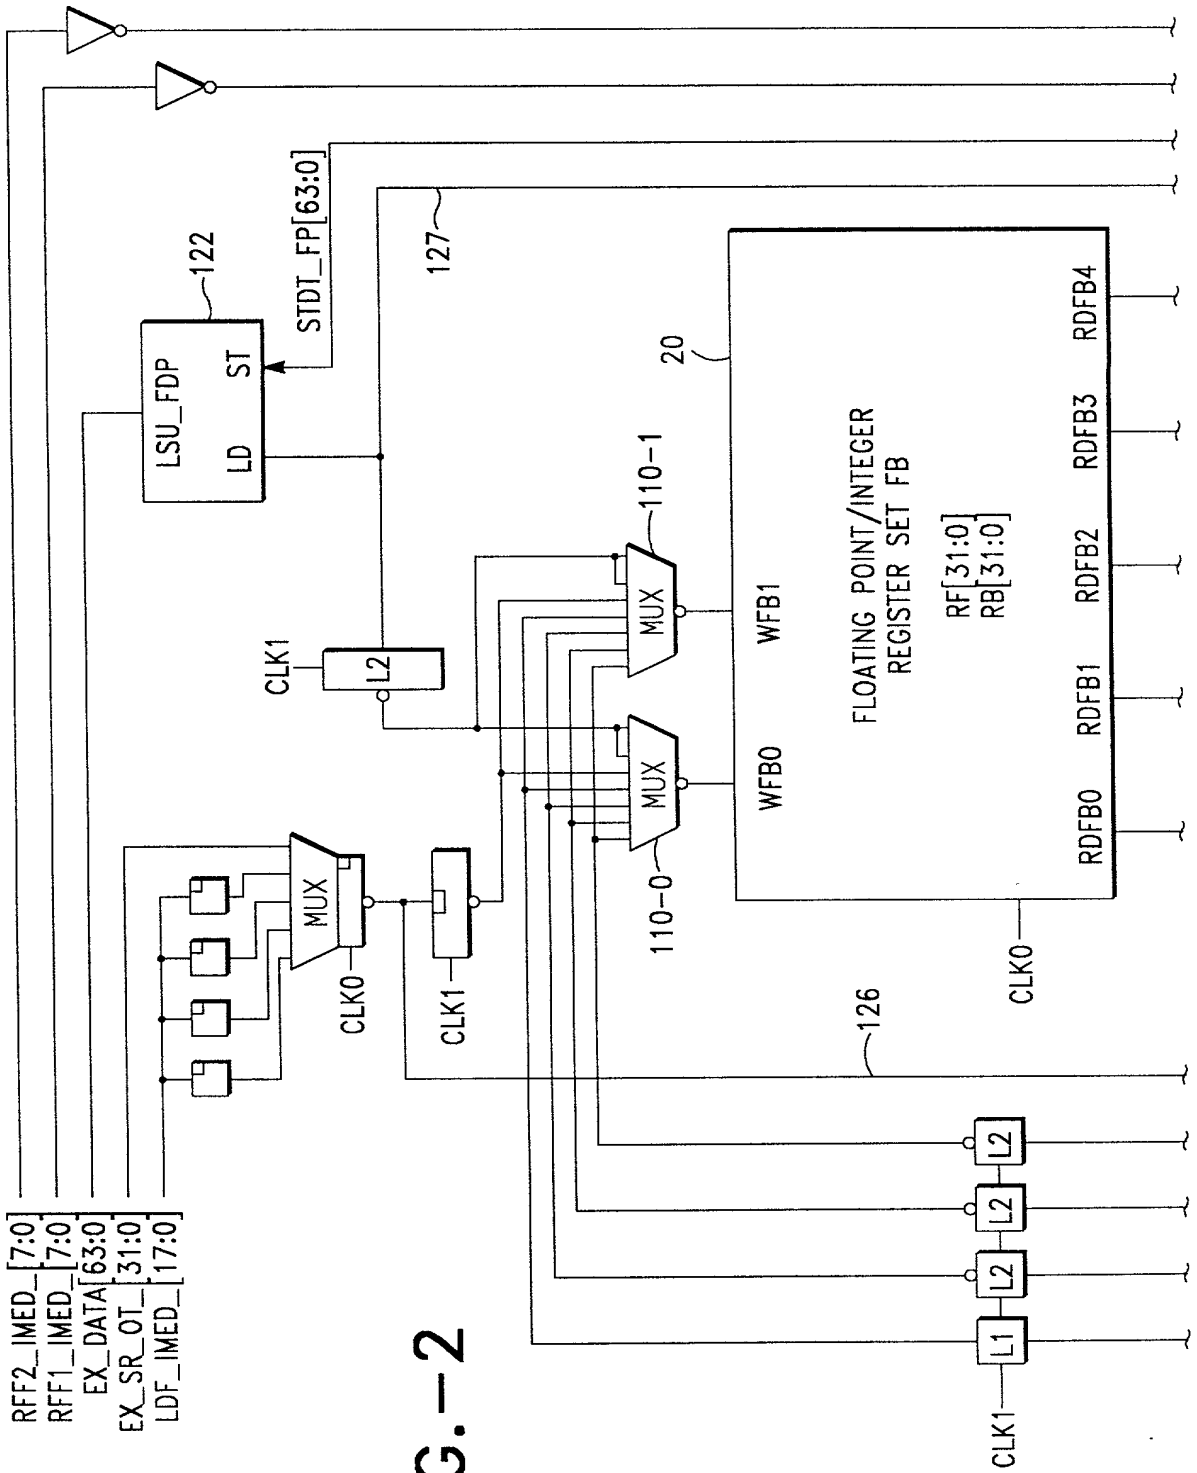 RFF2_IMED_[7:0]
RFF1_IMED_[7:0]
EX_DATA[63:0]
EX_SR_OT_[31:0]
LDF_IMED_[17:0]
LSU_FDP
LD
ST
122
STDT_FP[63:0]
127
CLK1
L2
MUX
CLK0
CLK1
MUX
110-0
MUX
110-1
20
WFB0
WFB1
FLOATING POINT/INTEGER
REGISTER SET FB
RF[31:0]
RB[31:0]
RDFB0
RDFB1
RDFB2
RDFB3
RDFB4
CLK0
126
CLK1
L1
L2
L2
L2
G.-2